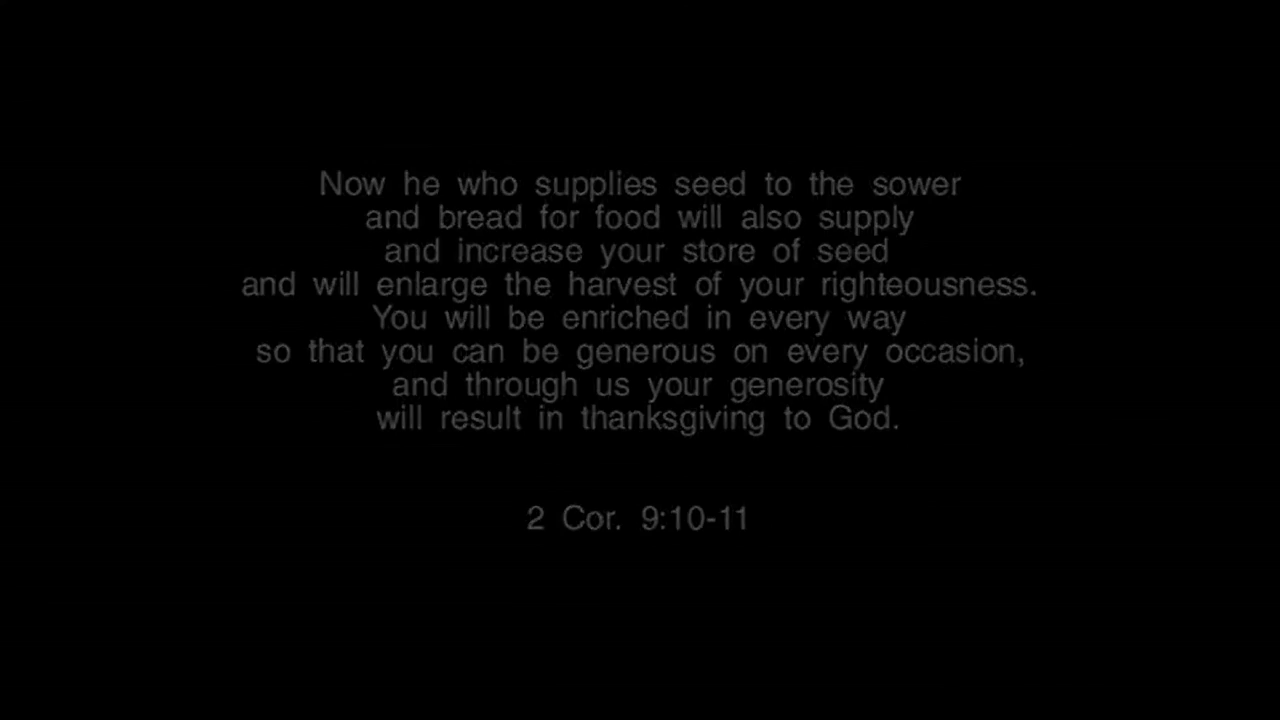 Now he who supplies seed to the sower
and bread for food will also supply
and increase your store of seed
and will enlarge the harvest of your righteousness.
You will be enriched in every way
so that you can be generous on every occasion,
and through us your generosity
will result in thanksgiving to God.
2 Cor. 9:10-11